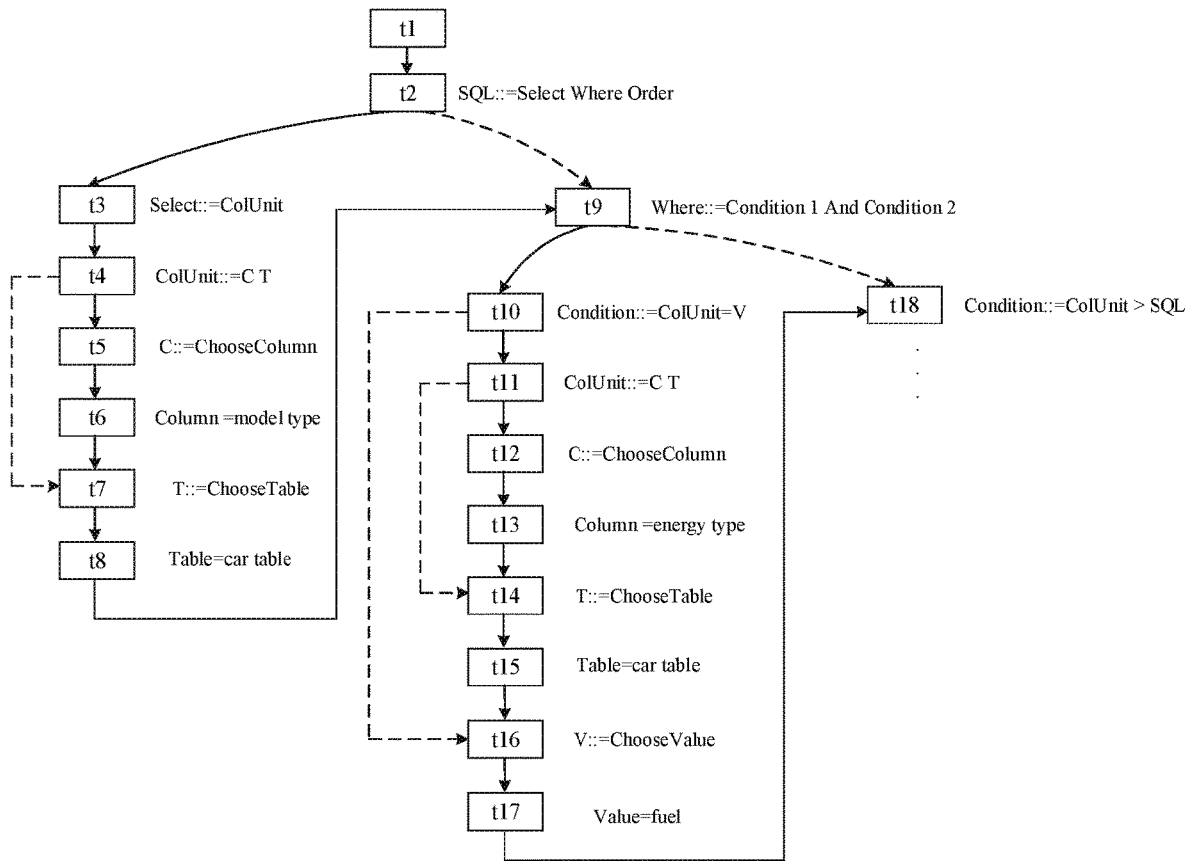 t1
t2 SQL::=Select Where Order
t3 Select::=ColUnit
t4 ColUnit::=C T
t5 C::=ChooseColumn
t6 Column =model type
t7 T::=ChooseTable
t8 Table=car table
t9 Where::=Condition 1 And Condition 2
t10 Condition::=ColUnit=V
t11 ColUnit::=C T
t12 C::=ChooseColumn
t13 Column =energy type
t14 T::=ChooseTable
t15 Table=car table
t16 V::=ChooseValue
t17 Value=fuel
t18 Condition::=ColUnit > SQL
.
.
.